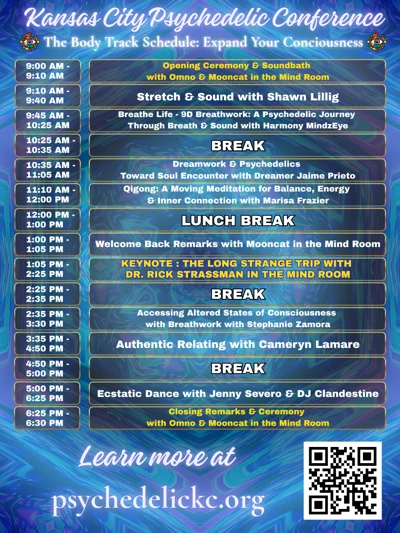 Kansas City Psychedelic Conference
The Body Track Schedule: Expand Your Conciousness
9:00 AM -
9:10 AM
Opening Ceremony & Soundbath
with Omno & Mooncat in the Mind Room
9:10 AM -
9:40 AM
Stretch & Sound with Shawn Lillig
9:45 AM -
10:25 AM
Breathe Life - 9D Breathwork: A Psychedelic Journey
Through Breath & Sound with Harmony MindzEye
10:25 AM -
10:35 AM
BREAK
10:35 AM -
11:05 AM
Dreamwork & Psychedelics
Toward Soul Encounter with Dreamer Jaime Prieto
11:10 AM -
12:00 PM
Qigong: A Moving Meditation for Balance, Energy
& Inner Connection with Marisa Frazier
12:00 PM -
1:00 PM
LUNCH BREAK
1:00 PM -
1:05 PM
Welcome Back Remarks with Mooncat in the Mind Room
1:05 PM -
2:25 PM
KEYNOTE : THE LONG STRANGE TRIP WITH
DR. RICK STRASSMAN IN THE MIND ROOM
2:25 PM -
2:35 PM
BREAK
2:35 PM -
3:30 PM
Accessing Altered States of Consciousness
with Breathwork with Stephanie Zamora
3:35 PM -
4:50 PM
Authentic Relating with Cameryn Lamare
4:50 PM -
5:00 PM
BREAK
5:00 PM -
6:25 PM
Ecstatic Dance with Jenny Severo & DJ Clandestine
6:25 PM -
6:30 PM
Closing Remarks & Ceremony
with Omno & Mooncat in the Mind Room
Learn more at
psychedelickc.org